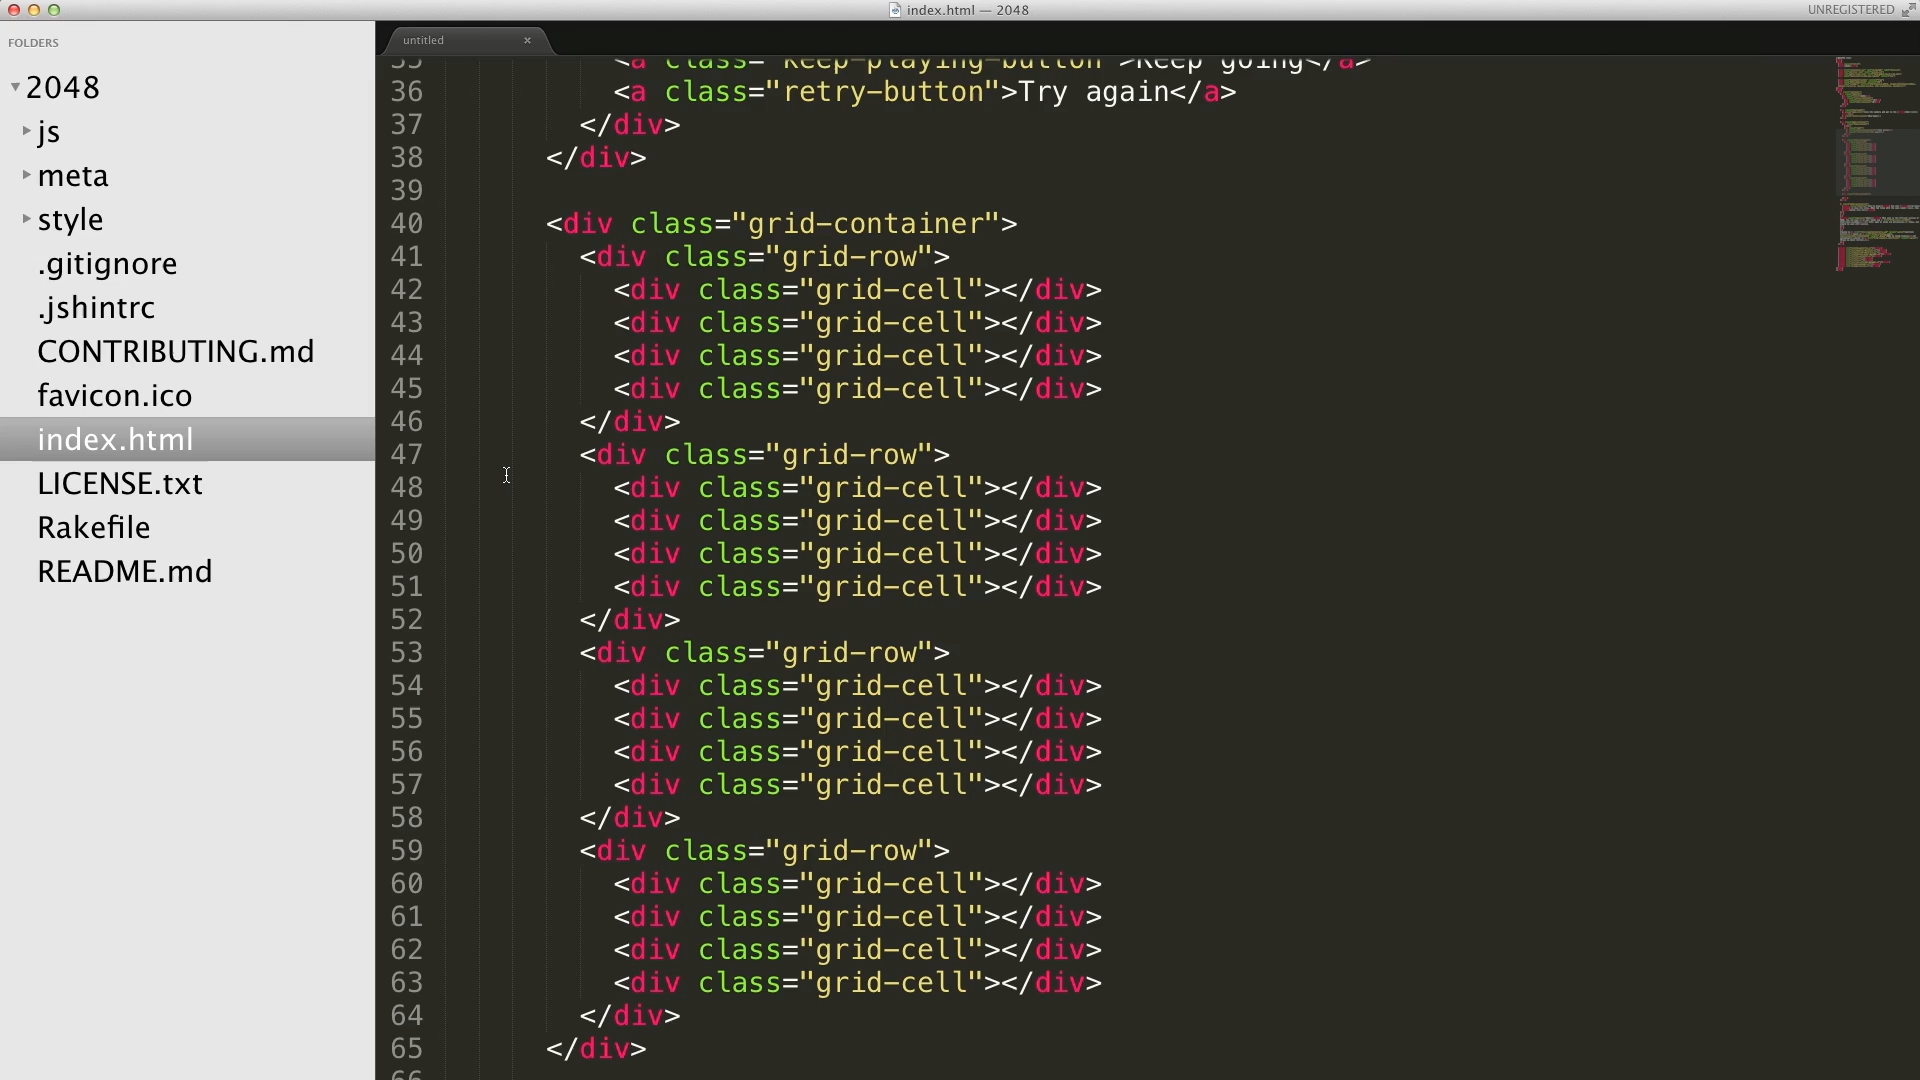 index.html — 2048
UNREGISTERED
FOLDERS
2048
js
meta
style
.gitignore
.jshintrc
CONTRIBUTING.md
favicon.ico
index.html
LICENSE.txt
Rakefile
README.md
untitled
35 <a class="keep-playing-button">Keep going</a>
36 <a class="retry-button">Try again</a>
37 </div>
38 </div>
39
40 <div class="grid-container">
41 <div class="grid-row">
42 <div class="grid-cell"></div>
43 <div class="grid-cell"></div>
44 <div class="grid-cell"></div>
45 <div class="grid-cell"></div>
46 </div>
47 <div class="grid-row">
48 <div class="grid-cell"></div>
49 <div class="grid-cell"></div>
50 <div class="grid-cell"></div>
51 <div class="grid-cell"></div>
52 </div>
53 <div class="grid-row">
54 <div class="grid-cell"></div>
55 <div class="grid-cell"></div>
56 <div class="grid-cell"></div>
57 <div class="grid-cell"></div>
58 </div>
59 <div class="grid-row">
60 <div class="grid-cell"></div>
61 <div class="grid-cell"></div>
62 <div class="grid-cell"></div>
63 <div class="grid-cell"></div>
64 </div>
65 </div>
66